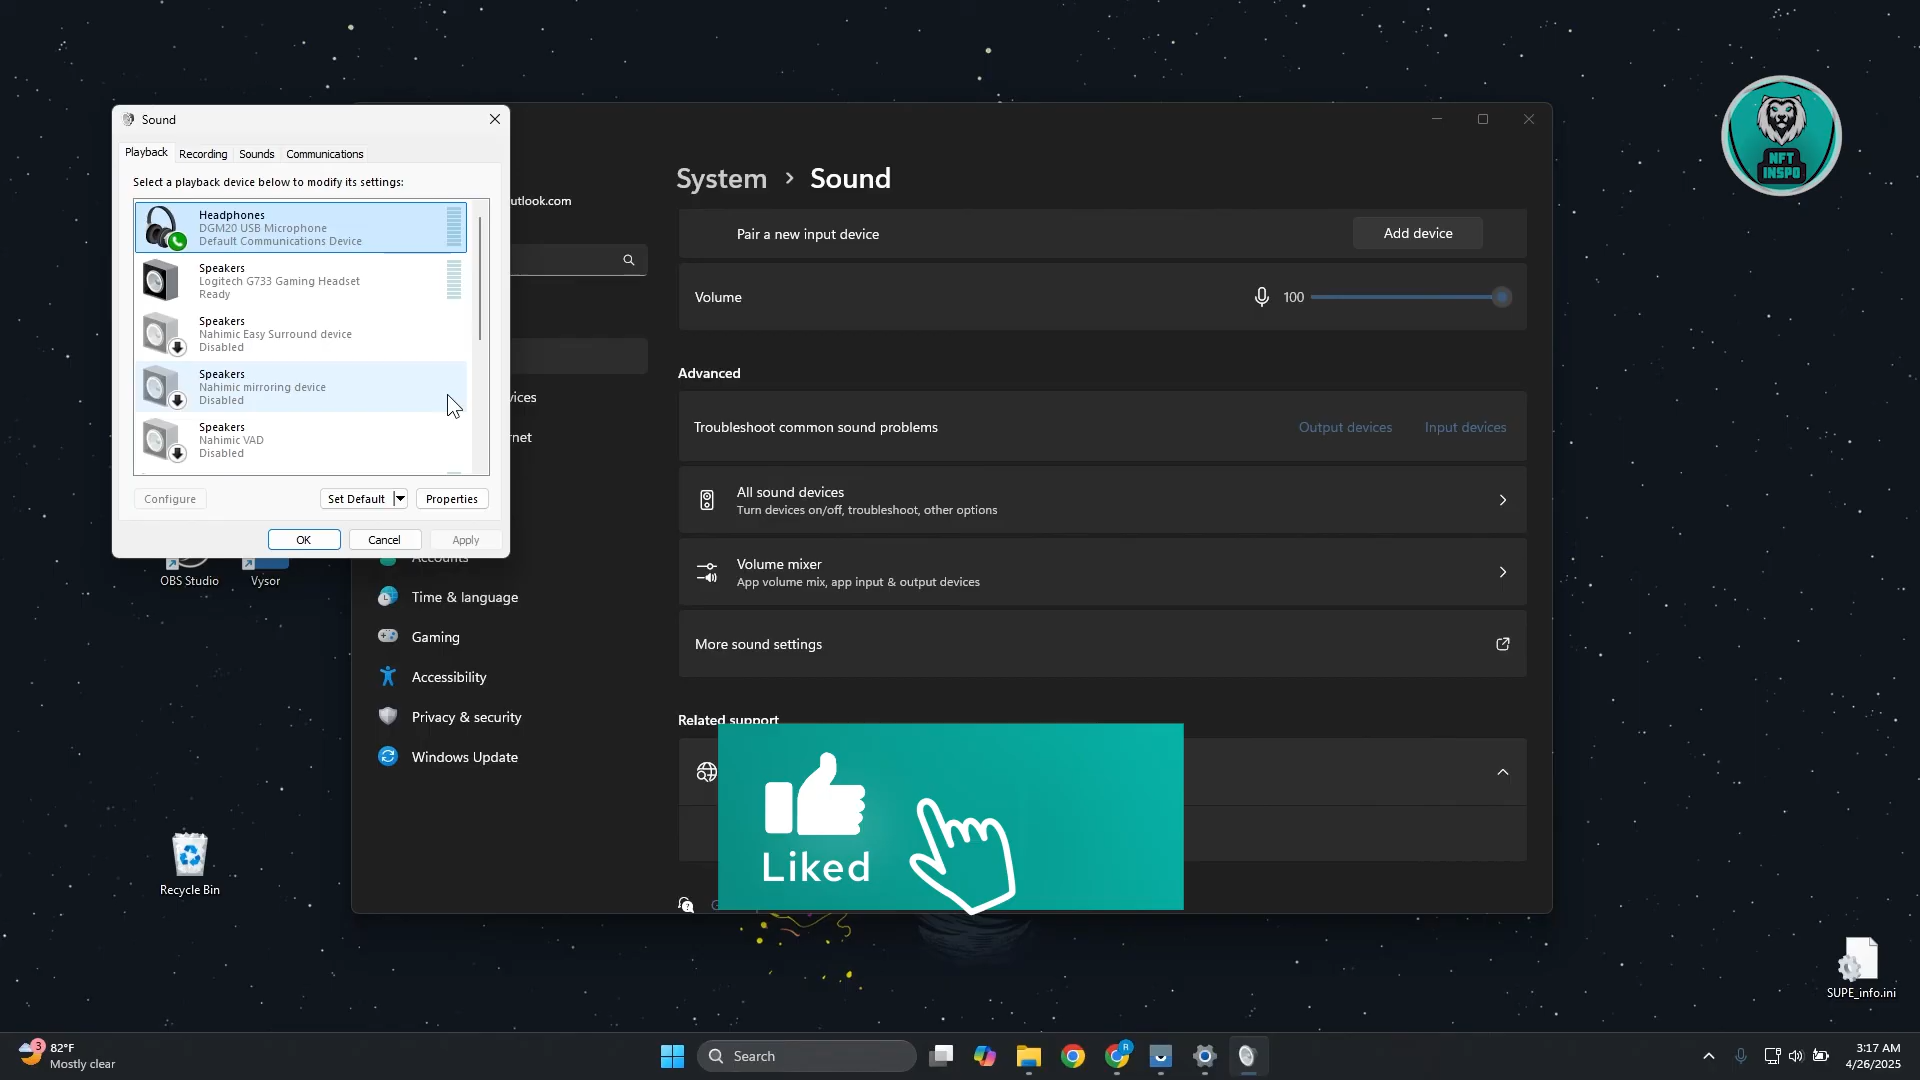 Sound
Playback
Recording
Sounds
Communications
Select a playback device below to modify its settings:
Headphones
DGM20 USB Microphone
Default Communications Device
Speakers
Logitech G733 Gaming Headset
Ready
Speakers
Nahimic Easy Surround device
Disabled
Speakers
Nahimic mirroring device
Disabled
Speakers
Nahimic VAD
Disabled
Configure
Set Default
Properties
OK
Cancel
Apply
utlook.com
vices
rnet
Accounts
Time & language
Gaming
Accessibility
Privacy & security
Windows Update
System > Sound
Pair a new input device
Add device
Volume
100
Advanced
Troubleshoot common sound problems
Output devices
Input devices
All sound devices
Turn devices on/off, troubleshoot, other options
Volume mixer
App volume mix, app input & output devices
More sound settings
Related support
Liked
NFT
INSPO
OBS Studio
Vysor
Recycle Bin
SUPE_info.ini
3
82°F
Mostly clear
Search
R
3:17 AM
4/26/2025